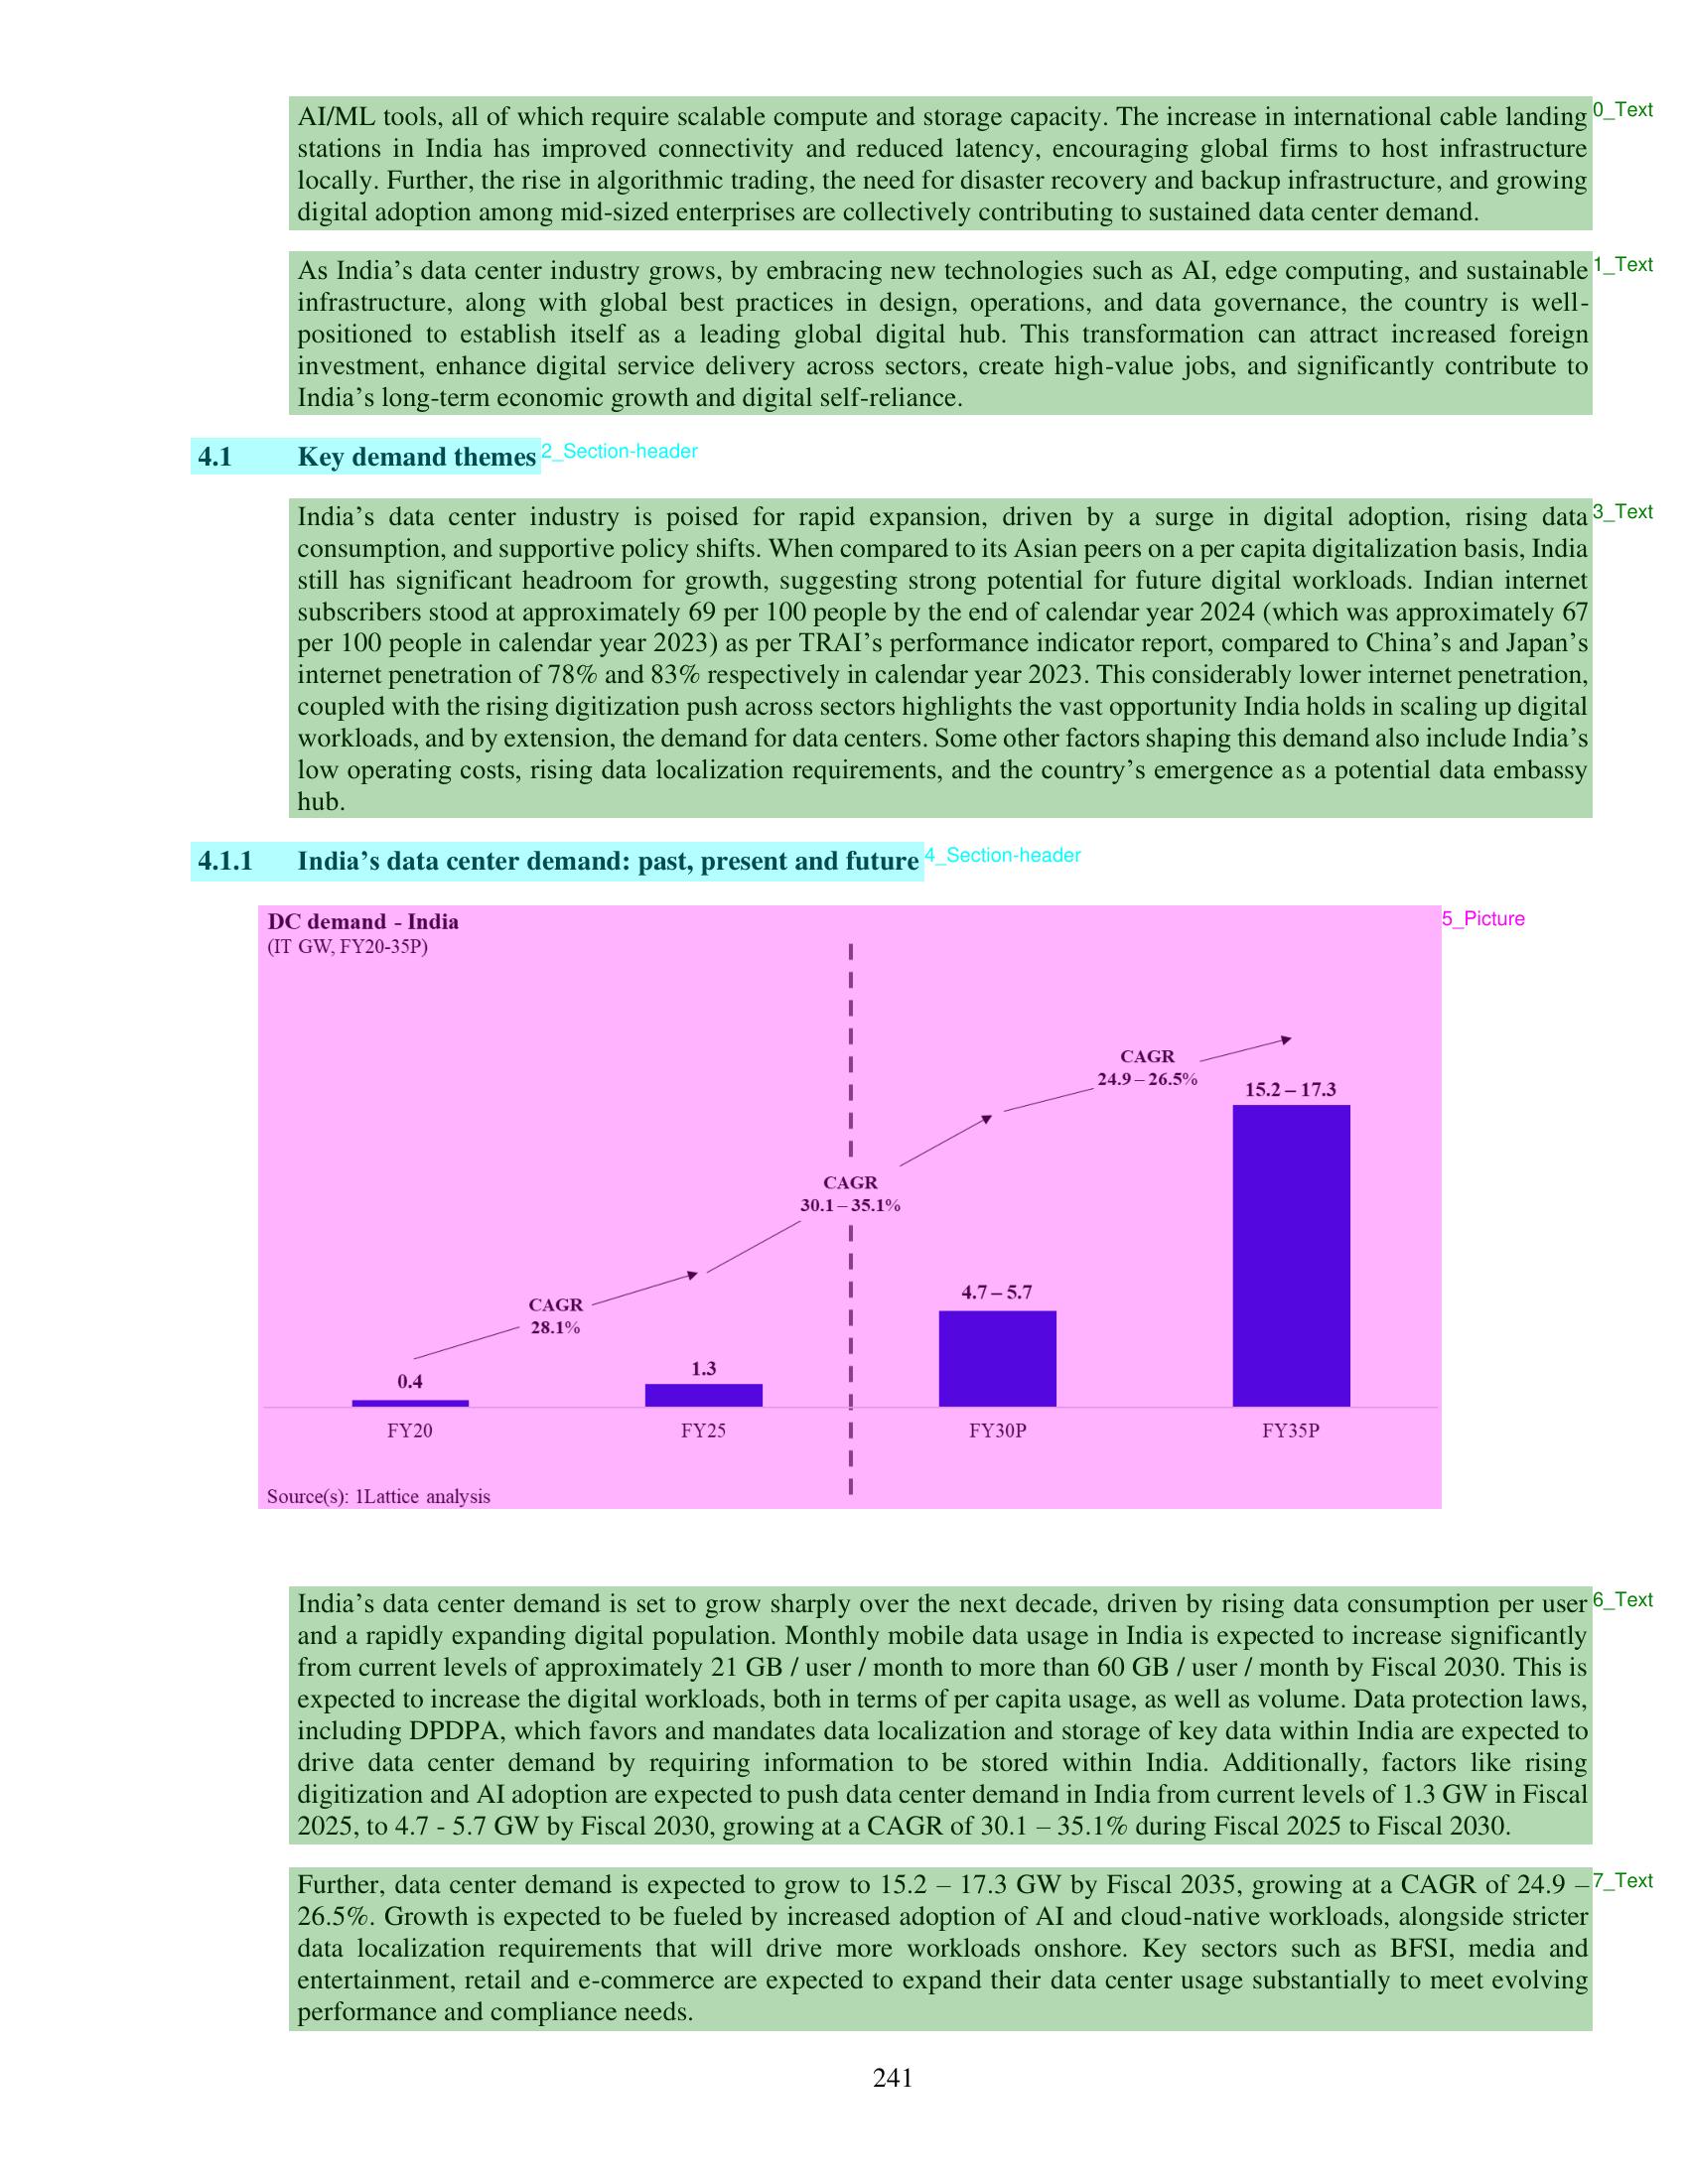 AI/ML tools, all of which require scalable compute and storage capacity. The increase in international cable landing
0_Text
stations in India has improved connectivity and reduced latency, encouraging global firms to host infrastructure
locally. Further, the rise in algorithmic trading, the need for disaster recovery and backup infrastructure, and growing
digital adoption among mid-sized enterprises are collectively contributing to sustained data center demand.
As India’s data center industry grows, by embracing new technologies such as AI, edge computing, and sustainable
1_Text
infrastructure, along with global best practices in design, operations, and data governance, the country is well-
positioned to establish itself as a leading global digital hub. This transformation can attract increased foreign
investment, enhance digital service delivery across sectors, create high-value jobs, and significantly contribute to
India’s long-term economic growth and digital self-reliance.
4.1 Key demand themes
2_Section-header
India’s data center industry is poised for rapid expansion, driven by a surge in digital adoption, rising data
3_Text
consumption, and supportive policy shifts. When compared to its Asian peers on a per capita digitalization basis, India
still has significant headroom for growth, suggesting strong potential for future digital workloads. Indian internet
subscribers stood at approximately 69 per 100 people by the end of calendar year 2024 (which was approximately 67
per 100 people in calendar year 2023) as per TRAI’s performance indicator report, compared to China’s and Japan’s
internet penetration of 78% and 83% respectively in calendar year 2023. This considerably lower internet penetration,
coupled with the rising digitization push across sectors highlights the vast opportunity India holds in scaling up digital
workloads, and by extension, the demand for data centers. Some other factors shaping this demand also include India’s
low operating costs, rising data localization requirements, and the country’s emergence as a potential data embassy
hub.
4.1.1 India’s data center demand: past, present and future
4_Section-header
DC demand - India
5_Picture
(IT GW, FY20-35P)
CAGR
24.9 – 26.5%
15.2 – 17.3
CAGR
30.1 – 35.1%
4.7 – 5.7
CAGR
28.1%
1.3
0.4
FY20 FY25 FY30P FY35P
Source(s): 1Lattice analysis
India’s data center demand is set to grow sharply over the next decade, driven by rising data consumption per user
6_Text
and a rapidly expanding digital population. Monthly mobile data usage in India is expected to increase significantly
from current levels of approximately 21 GB / user / month to more than 60 GB / user / month by Fiscal 2030. This is
expected to increase the digital workloads, both in terms of per capita usage, as well as volume. Data protection laws,
including DPDPA, which favors and mandates data localization and storage of key data within India are expected to
drive data center demand by requiring information to be stored within India. Additionally, factors like rising
digitization and AI adoption are expected to push data center demand in India from current levels of 1.3 GW in Fiscal
2025, to 4.7 - 5.7 GW by Fiscal 2030, growing at a CAGR of 30.1 – 35.1% during Fiscal 2025 to Fiscal 2030.
Further, data center demand is expected to grow to 15.2 – 17.3 GW by Fiscal 2035, growing at a CAGR of 24.9 –
7_Text
26.5%. Growth is expected to be fueled by increased adoption of AI and cloud-native workloads, alongside stricter
data localization requirements that will drive more workloads onshore. Key sectors such as BFSI, media and
entertainment, retail and e-commerce are expected to expand their data center usage substantially to meet evolving
performance and compliance needs.
241